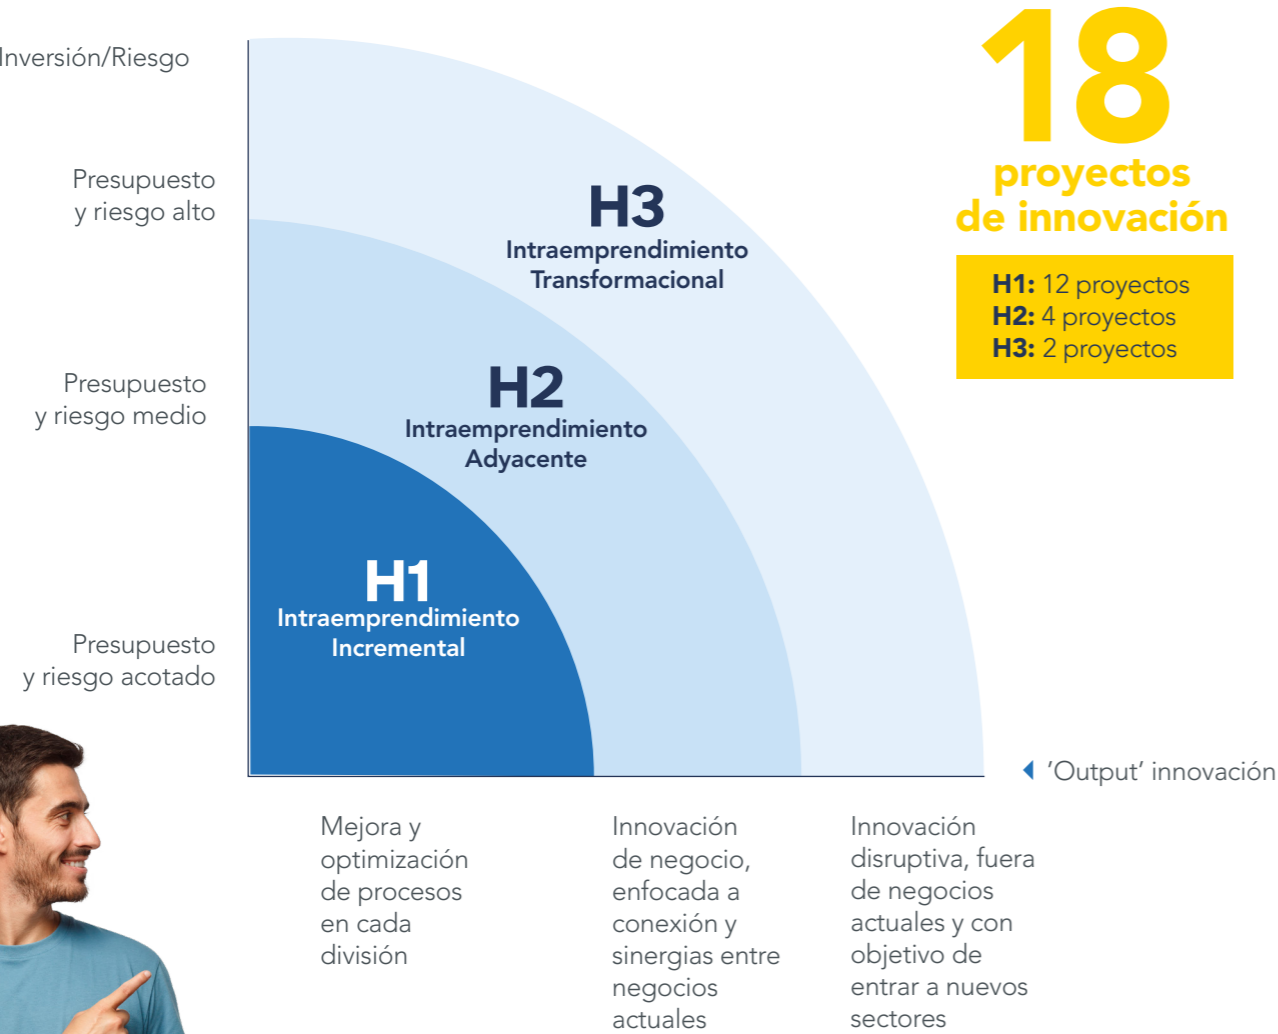 Inversión/Riesgo
Presupuesto
y riesgo alto
Presupuesto
y riesgo medio
Presupuesto
y riesgo acotado
H3
Intraemprendimiento
Transformacional
H2
Intraemprendimiento
Adyacente
H1
Intraemprendimiento
Incremental
18
proyectos
de innovación
H1: 12 proyectos
H2: 4 proyectos
H3: 2 proyectos
'Output' innovación
Mejora y
optimización
de procesos
en cada
división
Innovación
de negocio,
enfocada a
conexión y
sinergias entre
negocios
actuales
Innovación
disruptiva, fuera
de negocios
actuales y con
objetivo de
entrar a nuevos
sectores